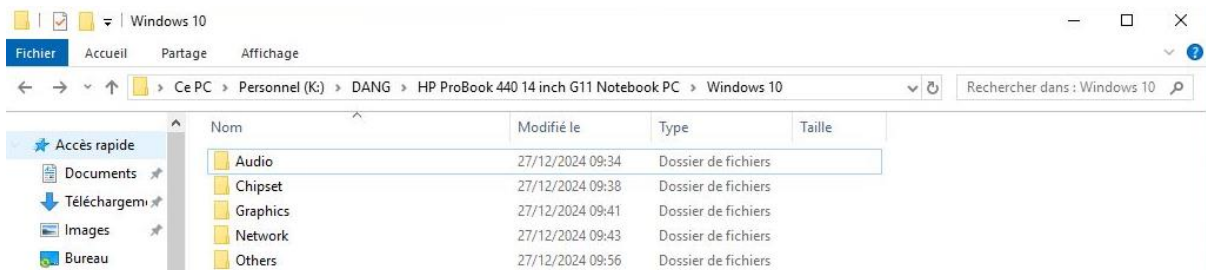 Windows 10
Fichier Accueil Partage Affichage
Ce PC > Personnel (K:) > DANG > HP ProBook 440 14 inch G11 Notebook PC > Windows 10
Rechercher dans : Windows 10
Nom Modifié le Type Taille
Accès rapide
Audio 27/12/2024 09:34 Dossier de fichiers
Documents
Chipset 27/12/2024 09:38 Dossier de fichiers
Téléchargem
Graphics 27/12/2024 09:41 Dossier de fichiers
Images
Network 27/12/2024 09:43 Dossier de fichiers
Bureau
Others 27/12/2024 09:56 Dossier de fichiers